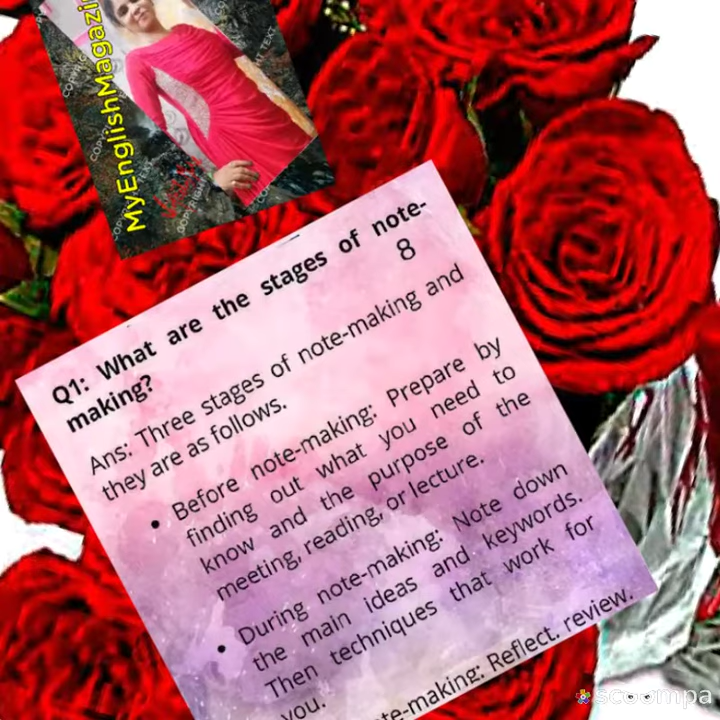 MyEnglishMagazi
Q1: What are the stages of note-
making?
8
Ans: Three stages of note-making and
they are as follows.
• Before note-making: Prepare by
finding out what you need to
know and the purpose of the
meeting, reading, or lecture.
• During note-making: Note down
the main ideas and keywords.
Then techniques that work for
you.
te-making: Reflect. review.
scoompa